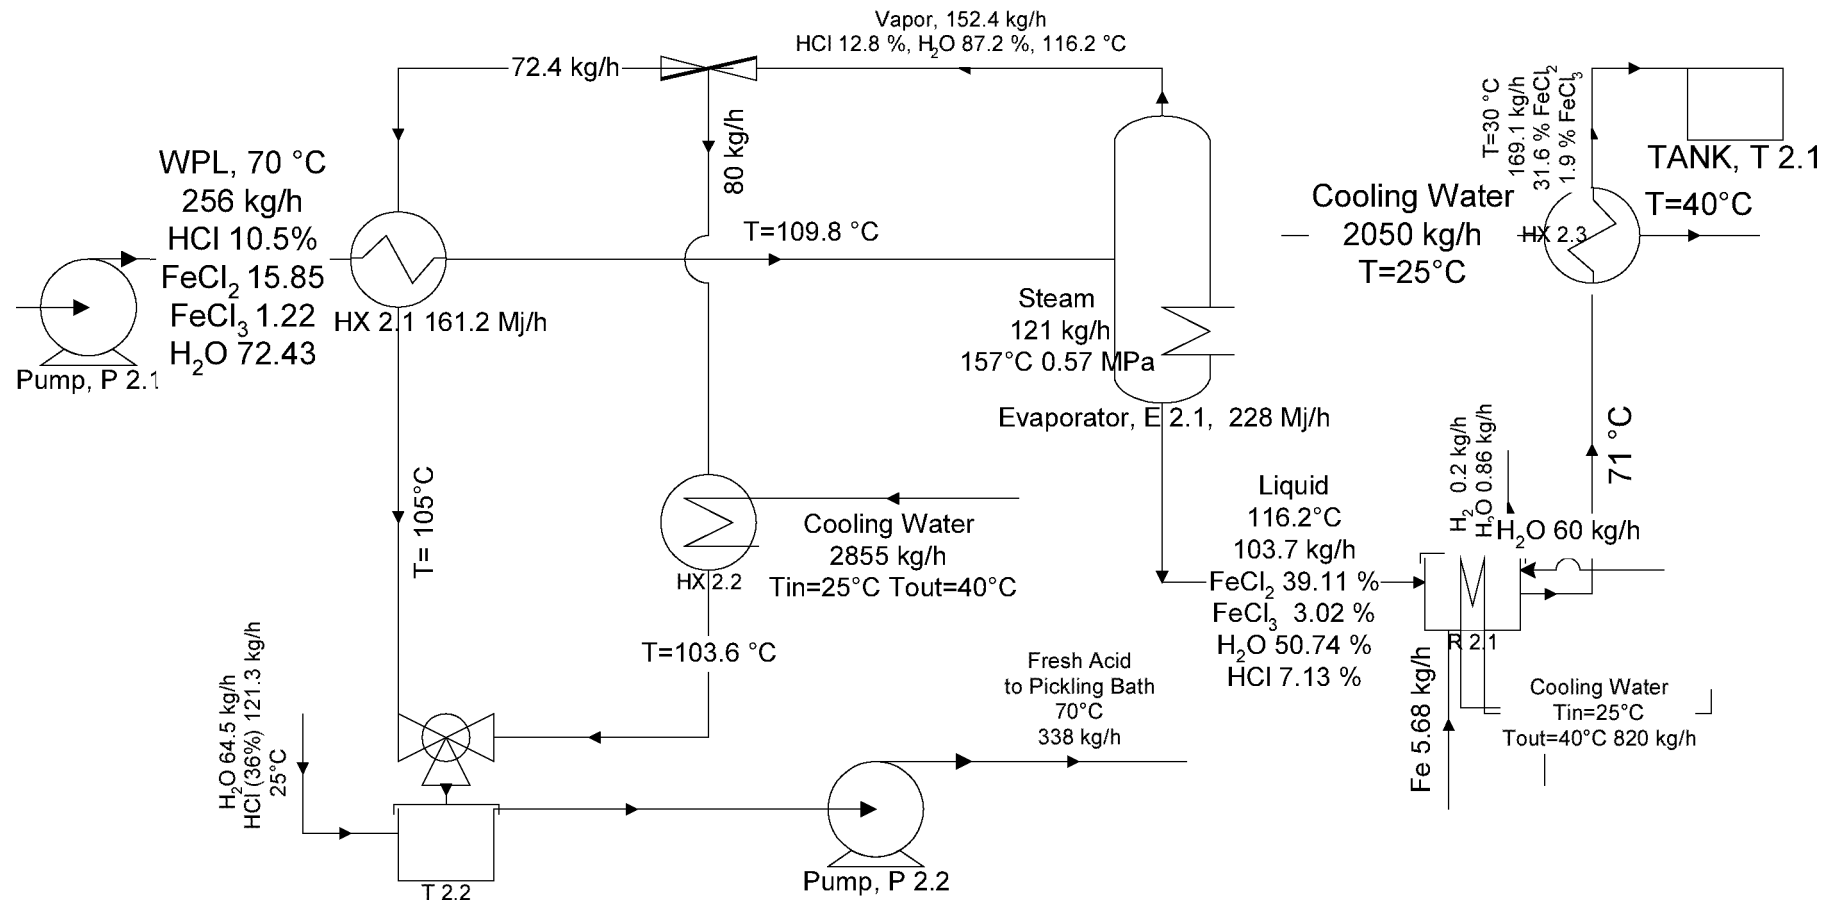 Vapor, 152.4 kg/h
HCl 12.8 %, H₂O 87.2 %, 116.2 °C
72.4 kg/h
80 kg/h
WPL, 70 °C
256 kg/h
HCl 10.5%
FeCl₂ 15.85
FeCl₃ 1.22
H₂O 72.43
Pump, P 2.1
HX 2.1 161.2 Mj/h
T=109.8 °C
Steam
121 kg/h
157°C 0.57 MPa
Evaporator, E 2.1, 228 Mj/h
T=30 °C
169.1 kg/h
31.6 % FeCl₂
1.9 % FeCl₃
TANK, T 2.1
Cooling Water
2050 kg/h
T=25°C
HX 2.3
T=40°C
71 °C
T= 105°C
Cooling Water
2855 kg/h
Tin=25°C Tout=40°C
HX 2.2
T=103.6 °C
Liquid
116.2°C
103.7 kg/h
FeCl₂ 39.11 %
FeCl₃ 3.02 %
H₂O 50.74 %
HCl 7.13 %
H₂ 0.2 kg/h
H₂O 0.86 kg/h
H₂O 60 kg/h
R 2.1
Fe 5.68 kg/h
Cooling Water
Tin=25°C
Tout=40°C 820 kg/h
H₂O 64.5 kg/h
HCl (36%) 121.3 kg/h
25°C
Fresh Acid
to Pickling Bath
70°C
338 kg/h
T 2.2
Pump, P 2.2